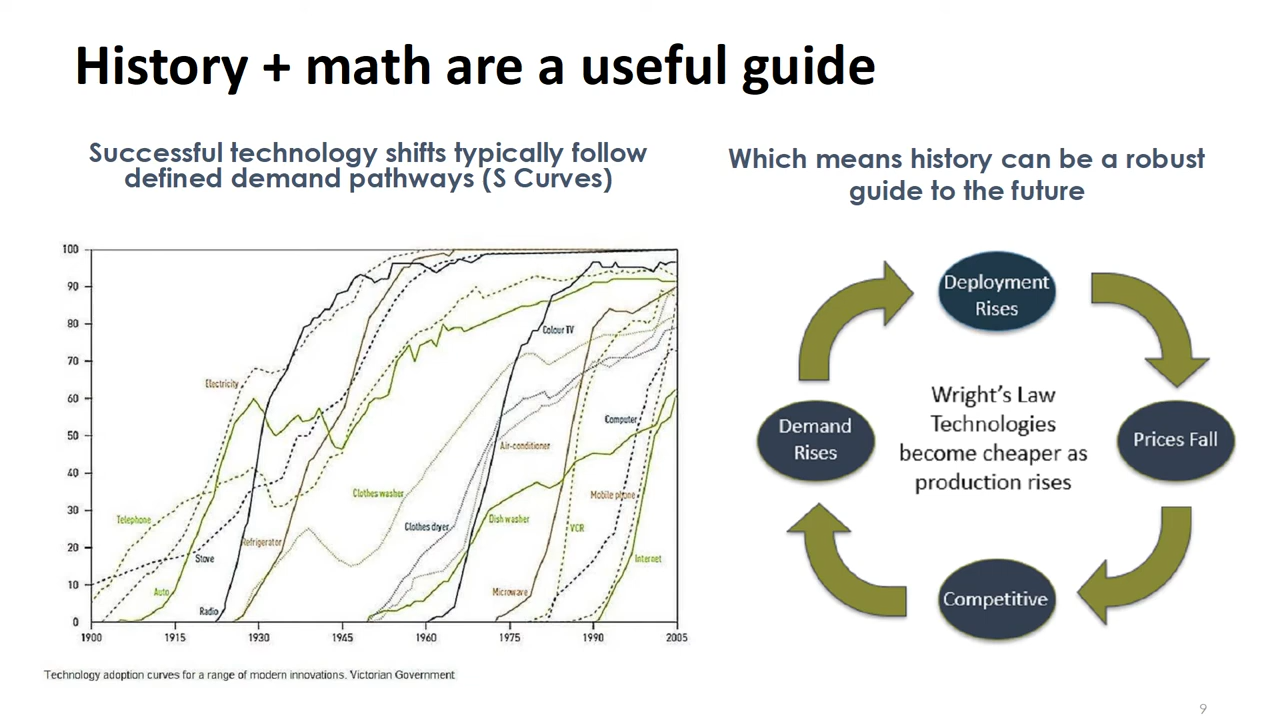 History + math are a useful guide
Successful technology shifts typically follow
defined demand pathways (S Curves)
Which means history can be a robust
guide to the future
100
90
80
70
60
50
40
30
20
10
0
1900
1915
1930
1945
1960
1975
1990
2005
Electricity
Telephone
Stove
Auto
Radio
Refrigerator
Clothes washer
Clothes dryer
Colour TV
Air-conditioner
Dish washer
Microwave
VCR
Computer
Mobile phone
Internet
Technology adoption curves for a range of modern innovations. Victorian Government
Deployment
Rises
Prices Fall
Competitive
Demand
Rises
Wright's Law
Technologies
become cheaper as
production rises
9